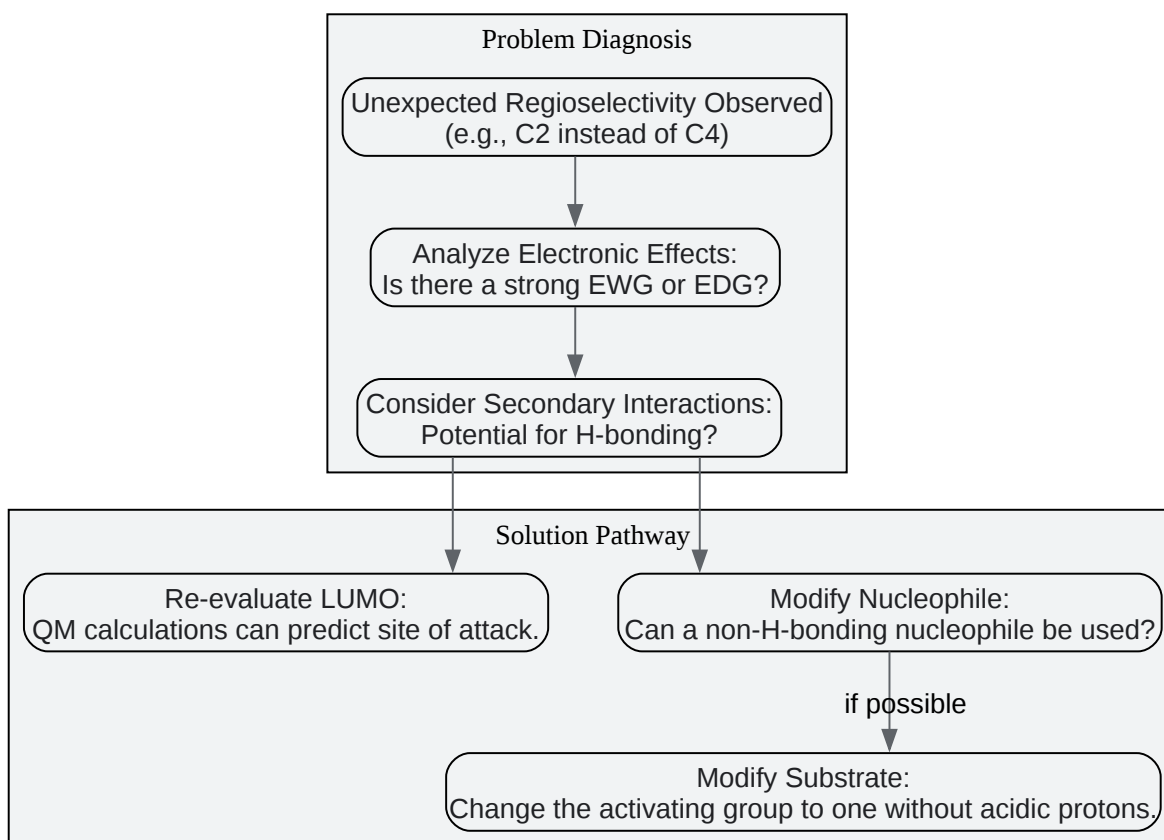 Problem Diagnosis
Unexpected Regioselectivity Observed
(e.g., C2 instead of C4)
Analyze Electronic Effects:
Is there a strong EWG or EDG?
Consider Secondary Interactions:
Potential for H-bonding?
Solution Pathway
Re-evaluate LUMO:
QM calculations can predict site of attack.
Modify Nucleophile:
Can a non-H-bonding nucleophile be used?
if possible
Modify Substrate:
Change the activating group to one without acidic protons.